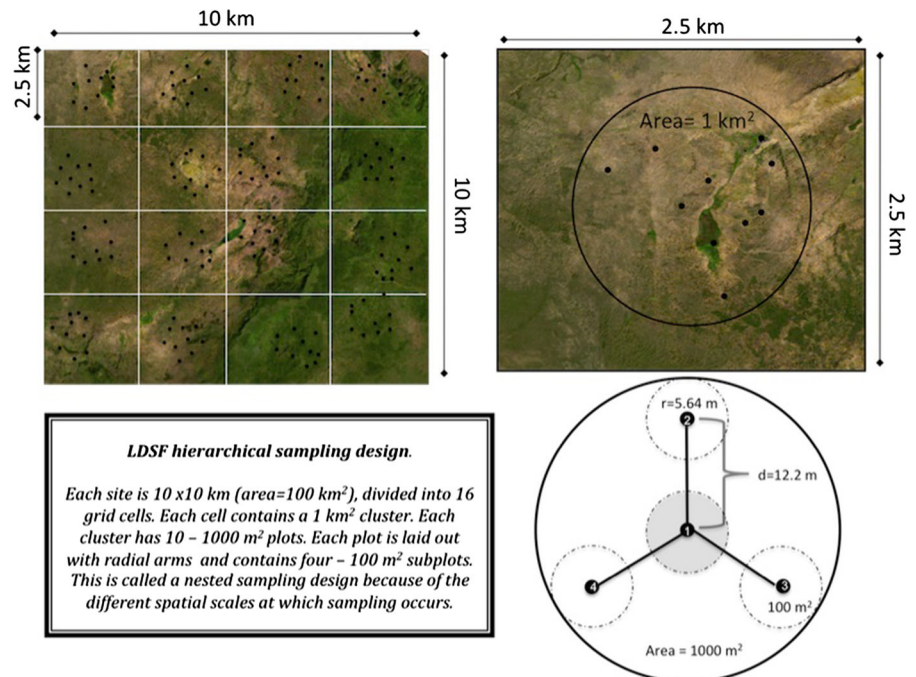 10 km
2.5 km
10 km
2.5 km
Area= 1 km²
2.5 km
LDSF hierarchical sampling design.
Each site is 10 x10 km (area=100 km²), divided into 16
grid cells. Each cell contains a 1 km² cluster. Each
cluster has 10 – 1000 m² plots. Each plot is laid out
with radial arms and contains four – 100 m² subplots.
This is called a nested sampling design because of the
different spatial scales at which sampling occurs.
r=5.64 m
2
d=12.2 m
1
4
3
100 m²
Area = 1000 m²